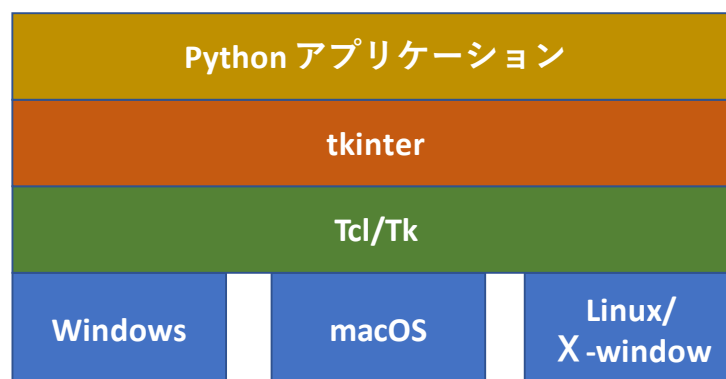 Python アプリケーション
tkinter
Tcl/Tk
Windows
macOS
Linux/
X -window